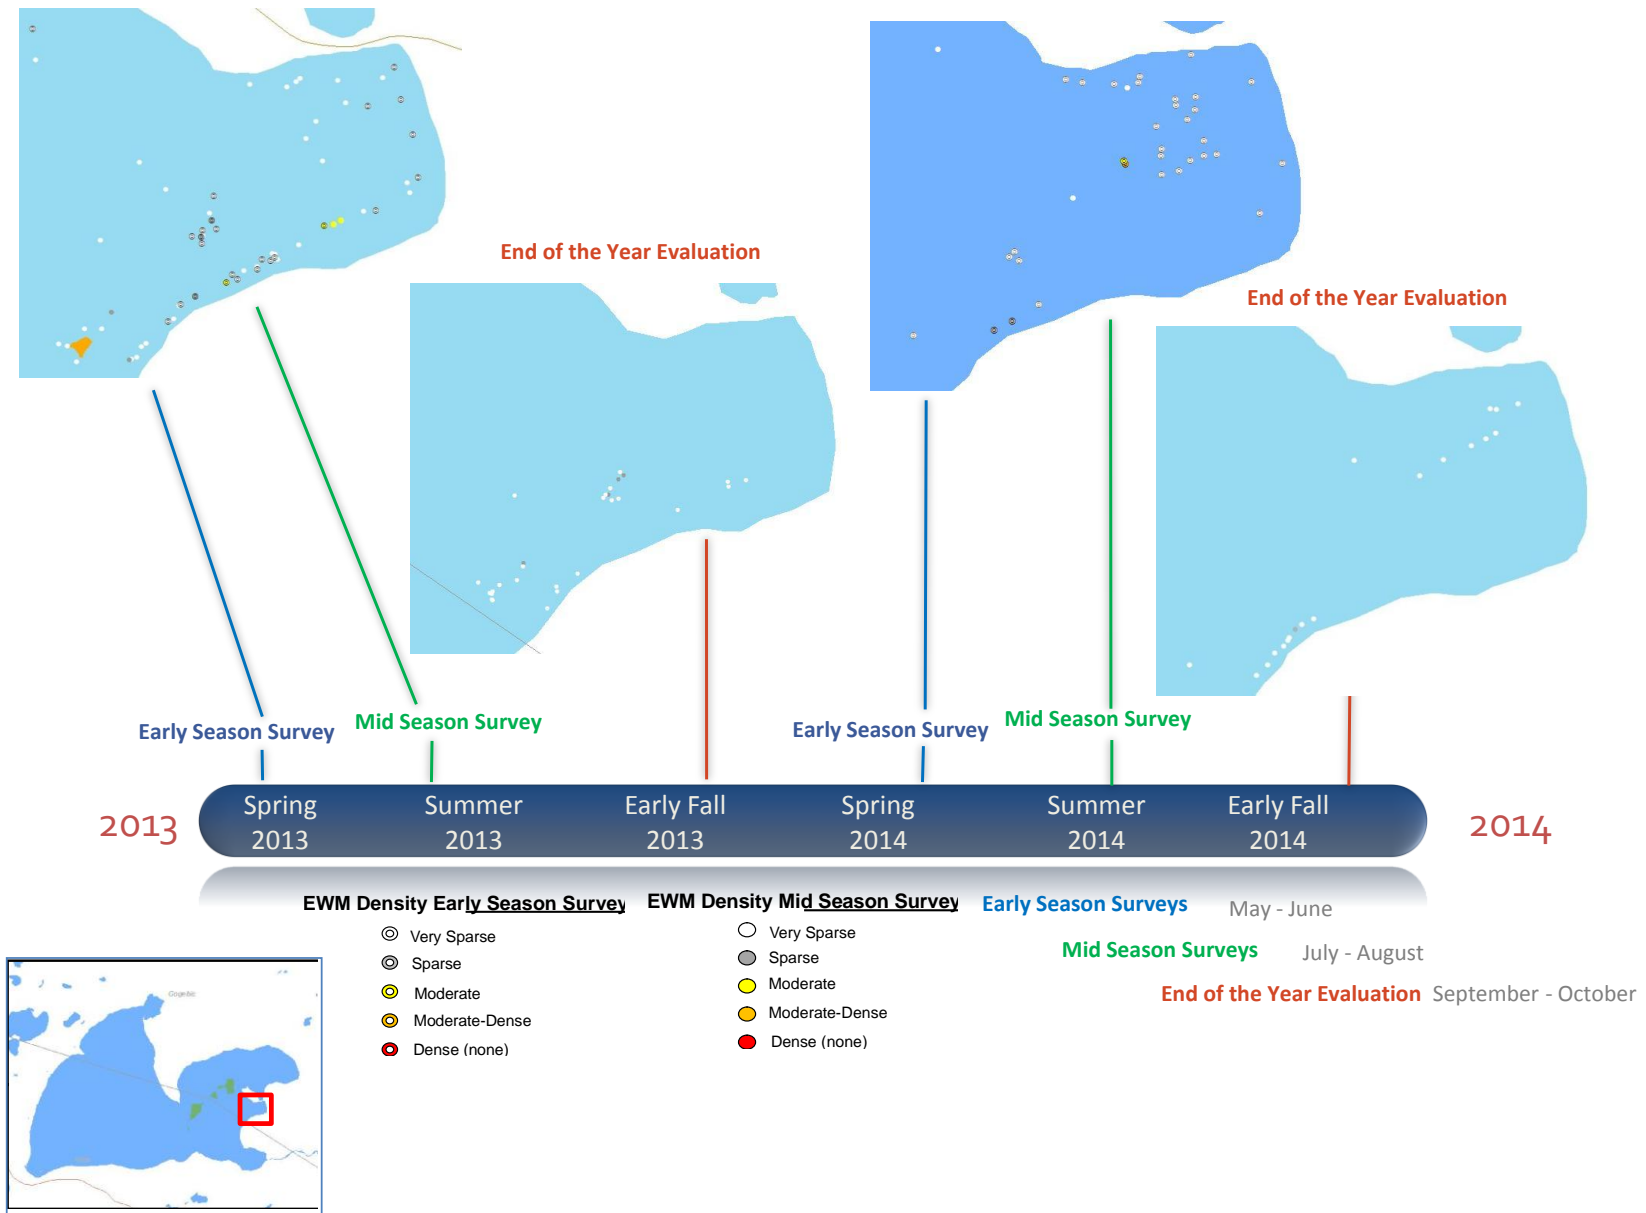 End of the Year Evaluation
End of the Year Evaluation
Early Season Survey
Mid Season Survey
Early Season Survey
Mid Season Survey
2013
Spring
2013
Summer
2013
Early Fall
2013
Spring
2014
Summer
2014
Early Fall
2014
2014
EWM Density Early Season Survey
Very Sparse
Sparse
Moderate
Moderate-Dense
Dense (none)
EWM Density Mid Season Survey
Very Sparse
Sparse
Moderate
Moderate-Dense
Dense (none)
Early Season Surveys May - June
Mid Season Surveys July - August
End of the Year Evaluation September - October
Gogebic